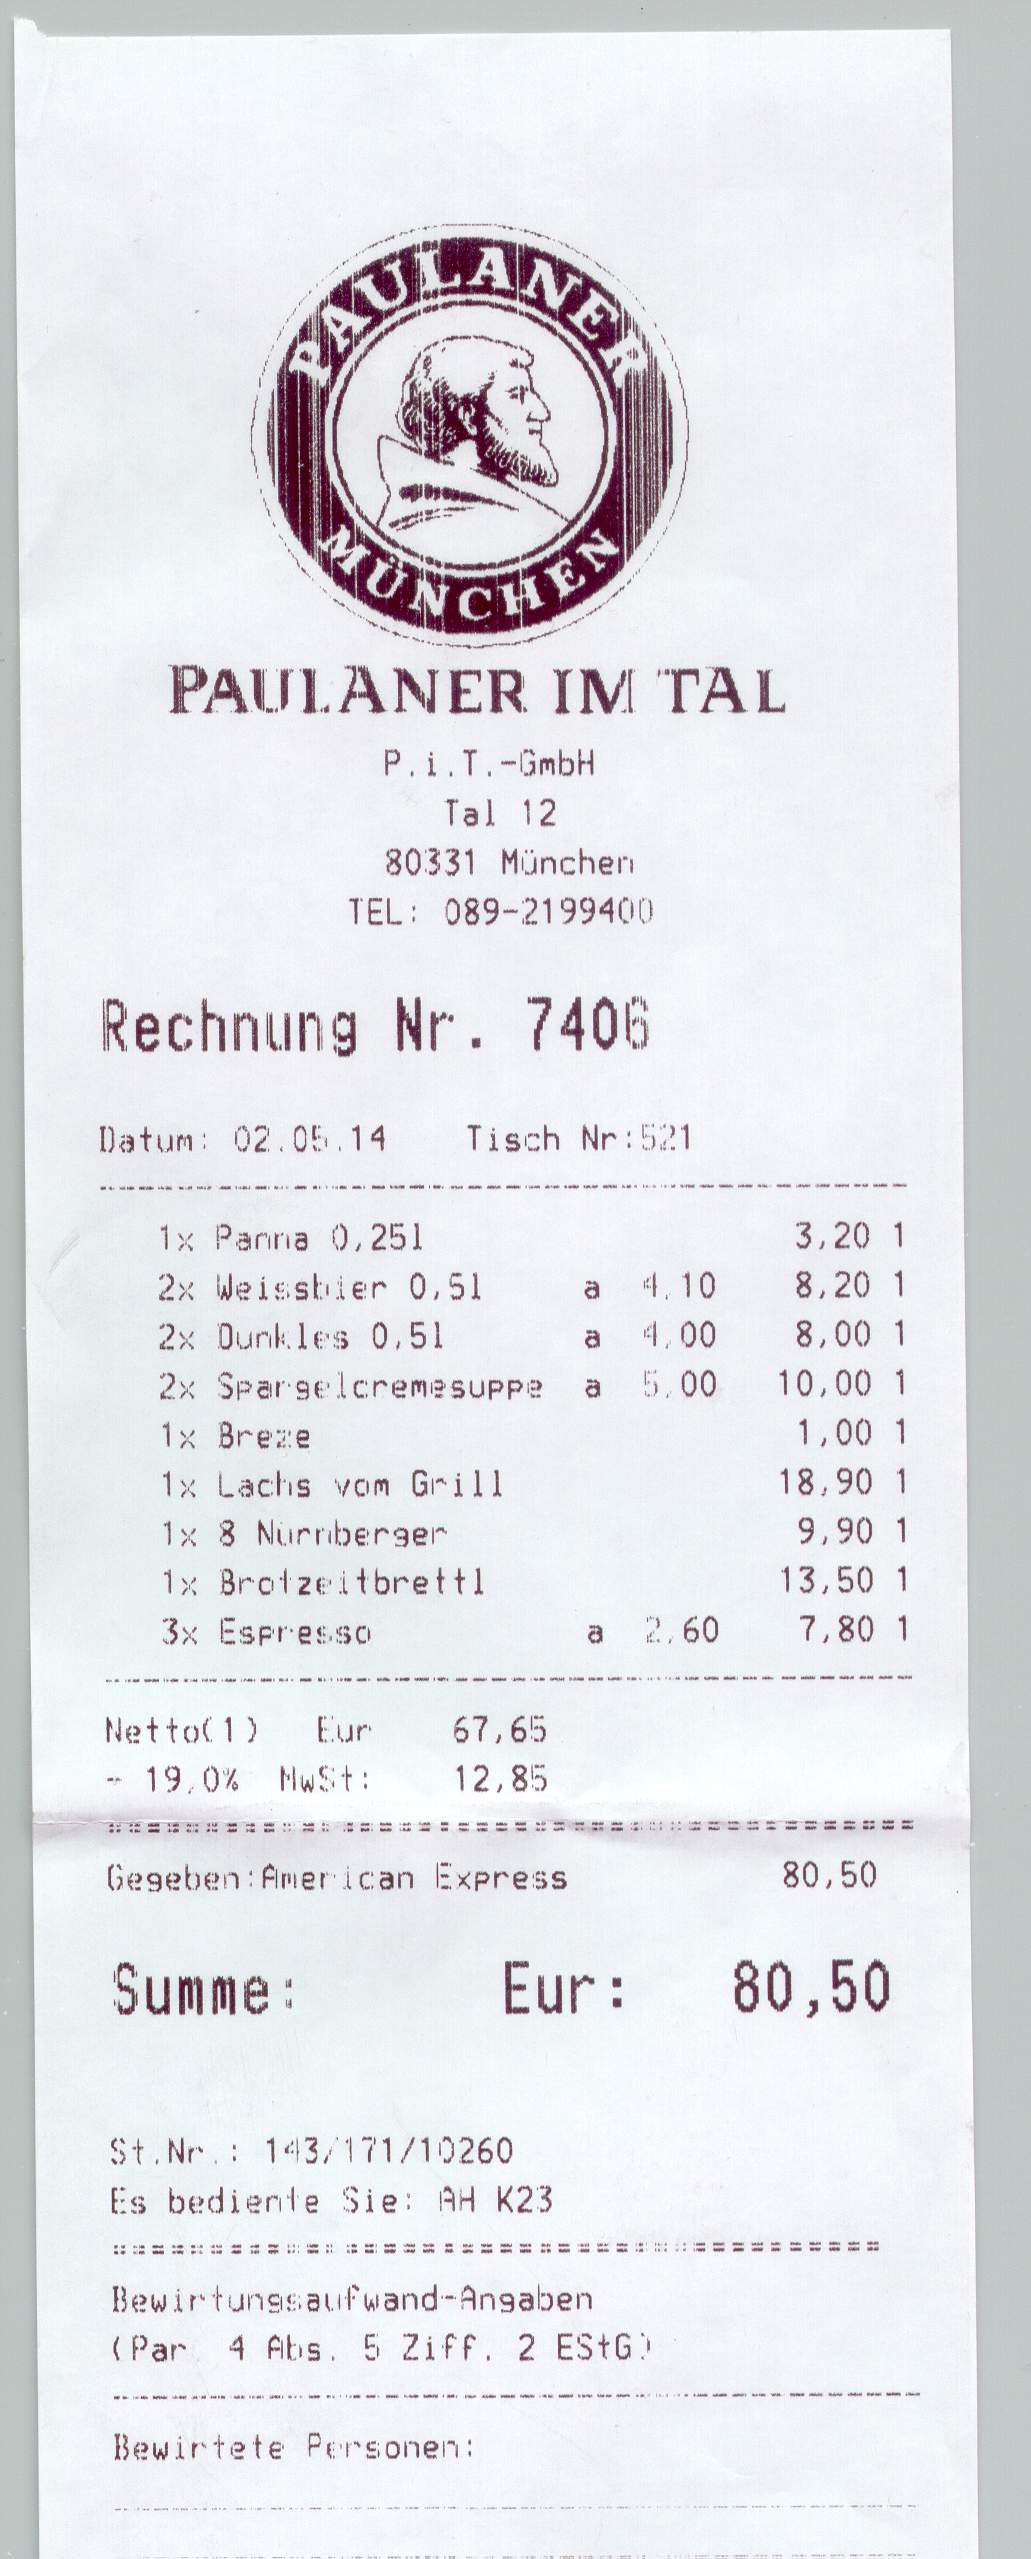 PAULANER
MÜNCHEN
PAULANER IM TAL
P.i.T.-GmbH
Tal 12
80331 München
TEL: 089-2199400
Rechnung Nr. 7406
Datum: 02.05.14 Tisch Nr:521
1x Panna 0,25l 3,20 1
2x Weissbier 0,5l a 4,10 8,20 1
2x Dunkles 0,5l a 4,00 8,00 1
2x Spargelcremesuppe a 5,00 10,00 1
1x Breze 1,00 1
1x Lachs vom Grill 18,90 1
1x 8 Nürnberger 9,90 1
1x Brotzeitbrettl 13,50 1
3x Espresso a 2,60 7,80 1
Netto(1) Eur 67,65
- 19,0% MwSt: 12,85
Gegeben:American Express 80,50
Summe: Eur: 80,50
St.Nr.: 143/171/10260
Es bediente Sie: AH K23
Bewirtungsaufwand-Angaben
(Par. 4 Abs. 5 Ziff. 2 EStG)
Bewirtete Personen: